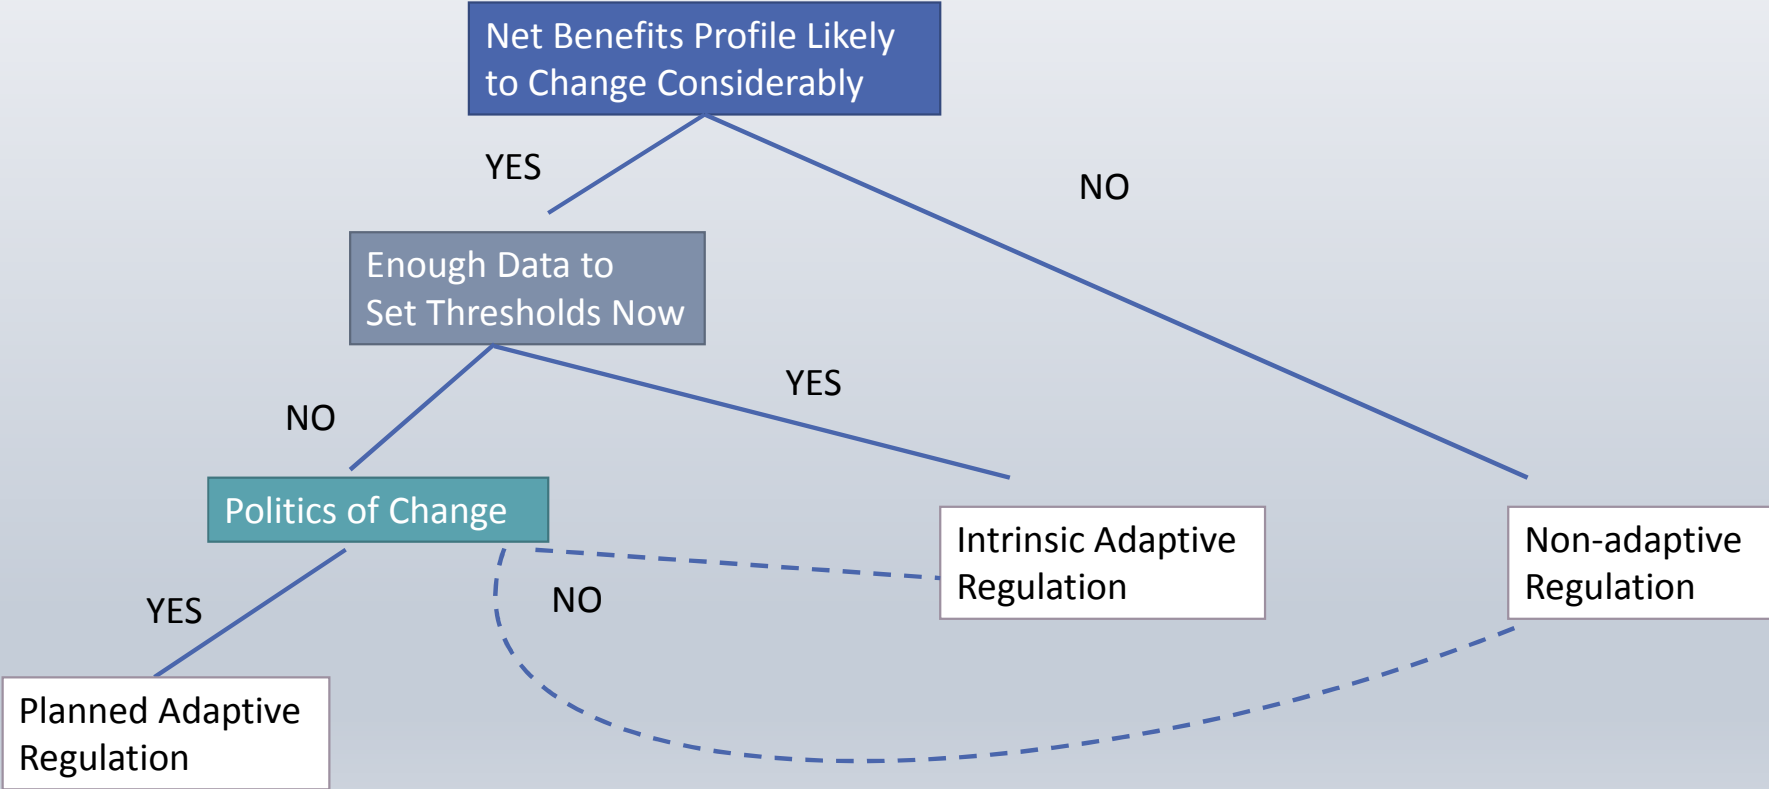 Net Benefits Profile Likely
to Change Considerably
YES
NO
Enough Data to
Set Thresholds Now
YES
NO
Politics of Change
Intrinsic Adaptive
Regulation
Non-adaptive
Regulation
NO
YES
Planned Adaptive
Regulation